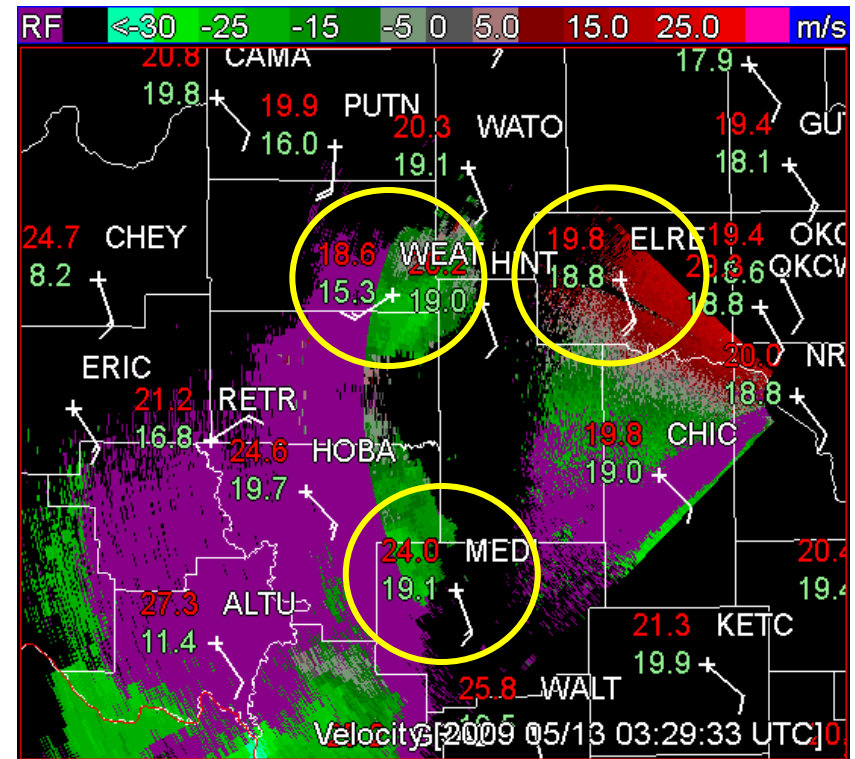 RF <-30 -25 -15 -5 0 5.0 15.0 25.0 m/s
20.8 CAMA
19.8
17.9
19.9 PUTN
16.0
20.3 WATO
19.1
19.4 GU
18.1
24.7 CHEY
8.2
18.6 WEAT
15.3
HINT
19.0
19.8 ELRE
18.8
19.4 OKC
OKCW
18.8
ERIC
20.0 NR
18.8
21.2 RETR
16.8
24.6 HOBA
19.7
19.8 CHIC
19.0
24.0 MEDI
19.1
20.4
19.4
27.3 ALTU
11.4
21.3 KETC
19.9
25.8 WALT
Velocity [2009 05/13 03:29:33 UTC]